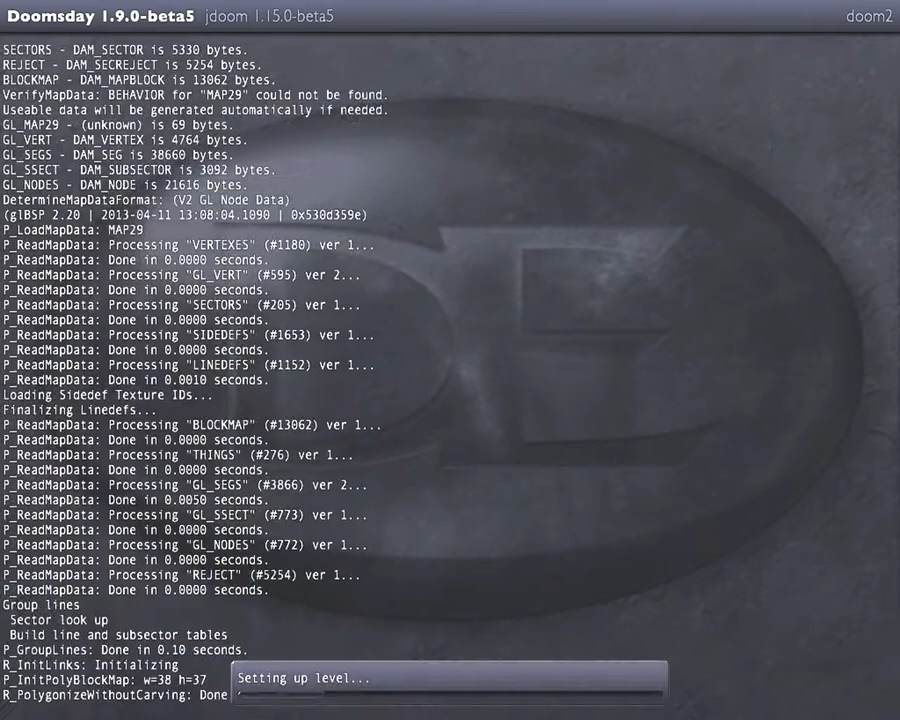 Doomsday 1.9.0-beta5 jdoom 1.15.0-beta5 doom2
SECTORS - DAM_SECTOR is 5330 bytes.
REJECT - DAM_SECREJECT is 5254 bytes.
BLOCKMAP - DAM_MAPBLOCK is 13062 bytes.
VerifyMapData: BEHAVIOR for "MAP29" could not be found.
Useable data will be generated automatically if needed.
GL_MAP29 - (unknown) is 69 bytes.
GL_VERT - DAM_VERTEX is 4764 bytes.
GL_SEGS - DAM_SEG is 38660 bytes.
GL_SSECT - DAM_SUBSECTOR is 3092 bytes.
GL_NODES - DAM_NODE is 21616 bytes.
DetermineMapDataFormat: (V2 GL Node Data)
(glBSP 2.20 | 2013-04-11 13:08:04.1090 | 0x530d359e)
P_LoadMapData: MAP29
P_ReadMapData: Processing "VERTEXES" (#1180) ver 1...
P_ReadMapData: Done in 0.0000 seconds.
P_ReadMapData: Processing "GL_VERT" (#595) ver 2...
P_ReadMapData: Done in 0.0000 seconds.
P_ReadMapData: Processing "SECTORS" (#205) ver 1...
P_ReadMapData: Done in 0.0000 seconds.
P_ReadMapData: Processing "SIDEDEFS" (#1653) ver 1...
P_ReadMapData: Done in 0.0000 seconds.
P_ReadMapData: Processing "LINEDEFS" (#1152) ver 1...
P_ReadMapData: Done in 0.0010 seconds.
Loading Sidedef Texture IDs...
Finalizing Linedefs...
P_ReadMapData: Processing "BLOCKMAP" (#13062) ver 1...
P_ReadMapData: Done in 0.0000 seconds.
P_ReadMapData: Processing "THINGS" (#276) ver 1...
P_ReadMapData: Done in 0.0000 seconds.
P_ReadMapData: Processing "GL_SEGS" (#3866) ver 2...
P_ReadMapData: Done in 0.0050 seconds.
P_ReadMapData: Processing "GL_SSECT" (#773) ver 1...
P_ReadMapData: Done in 0.0000 seconds.
P_ReadMapData: Processing "GL_NODES" (#772) ver 1...
P_ReadMapData: Done in 0.0000 seconds.
P_ReadMapData: Processing "REJECT" (#5254) ver 1...
P_ReadMapData: Done in 0.0000 seconds.
Group lines
Sector look up
Build line and subsector tables
P_GroupLines: Done in 0.10 seconds.
R_InitLinks: Initializing
P_InitPolyBlockMap: w=38 h=37
R_PolygonizeWithoutCarving: Done
Setting up level...